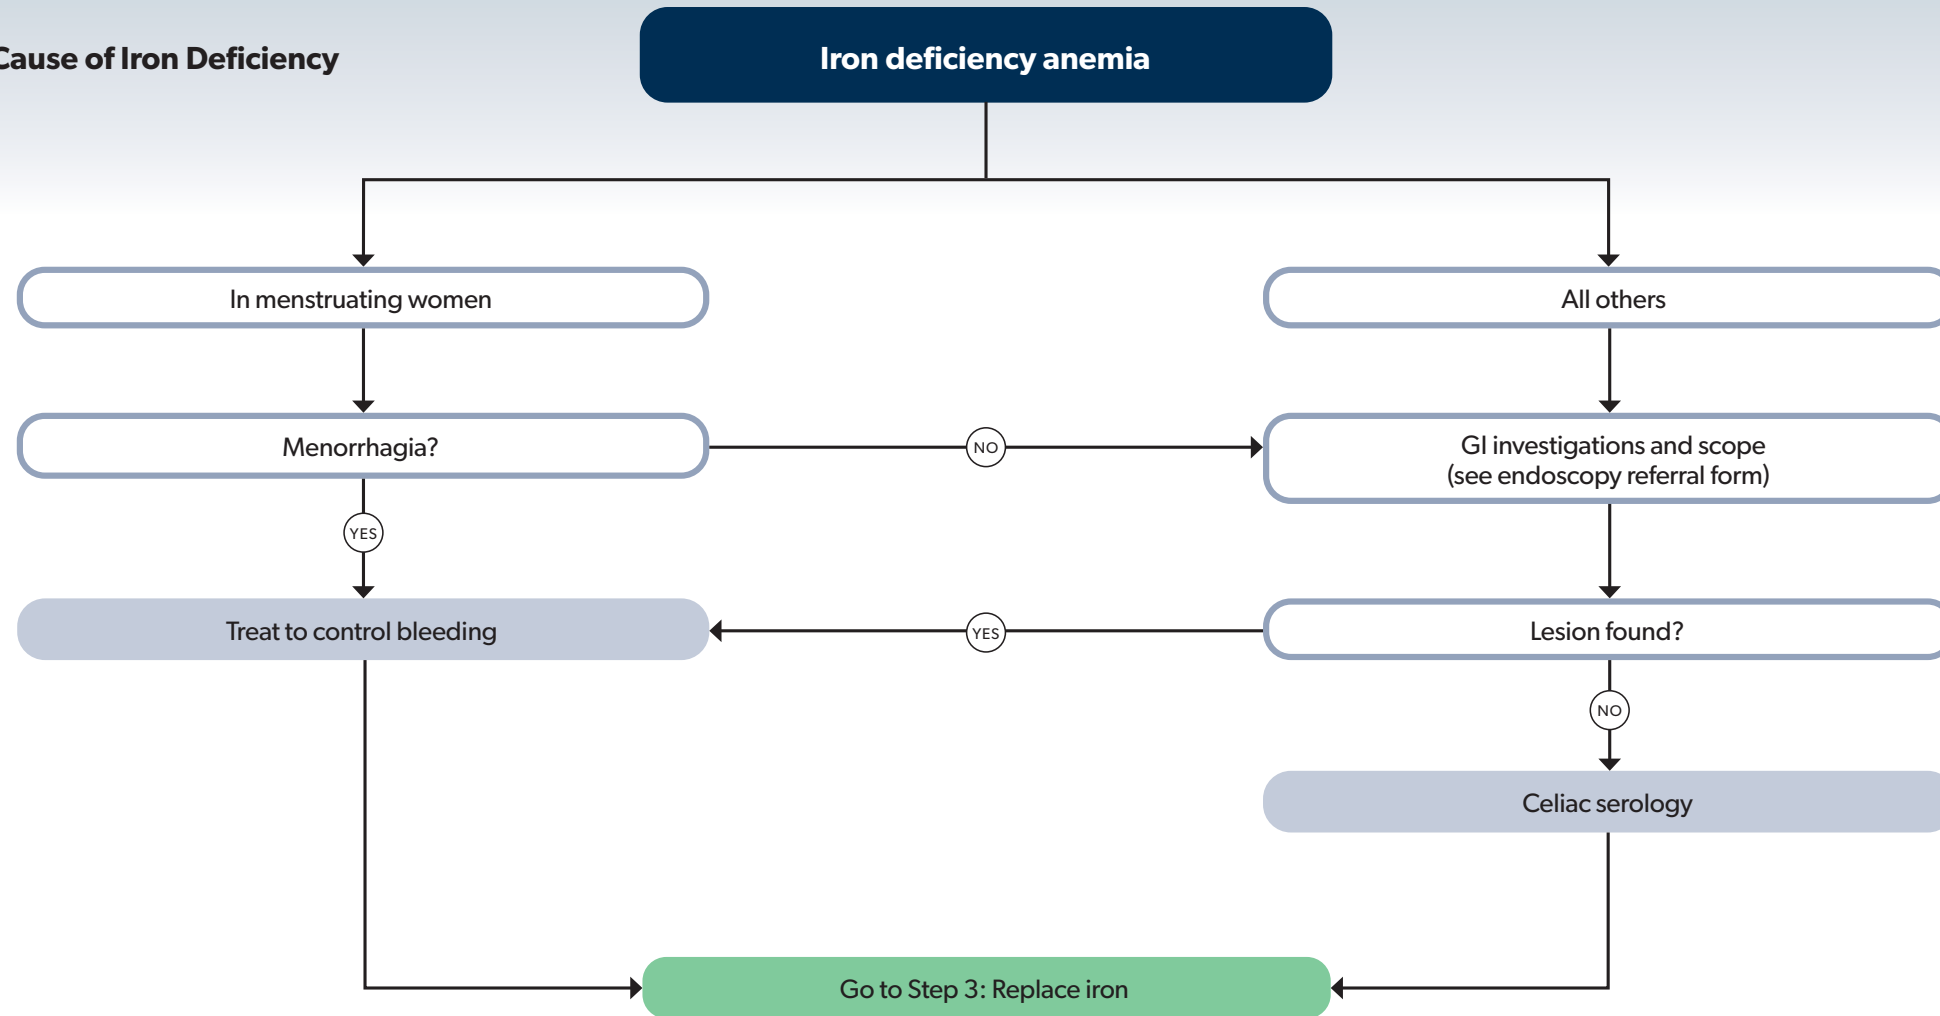 Cause of Iron Deficiency
Iron deficiency anemia
In menstruating women
All others
Menorrhagia?
NO
GI investigations and scope
(see endoscopy referral form)
YES
Treat to control bleeding
YES
Lesion found?
NO
Celiac serology
Go to Step 3: Replace iron